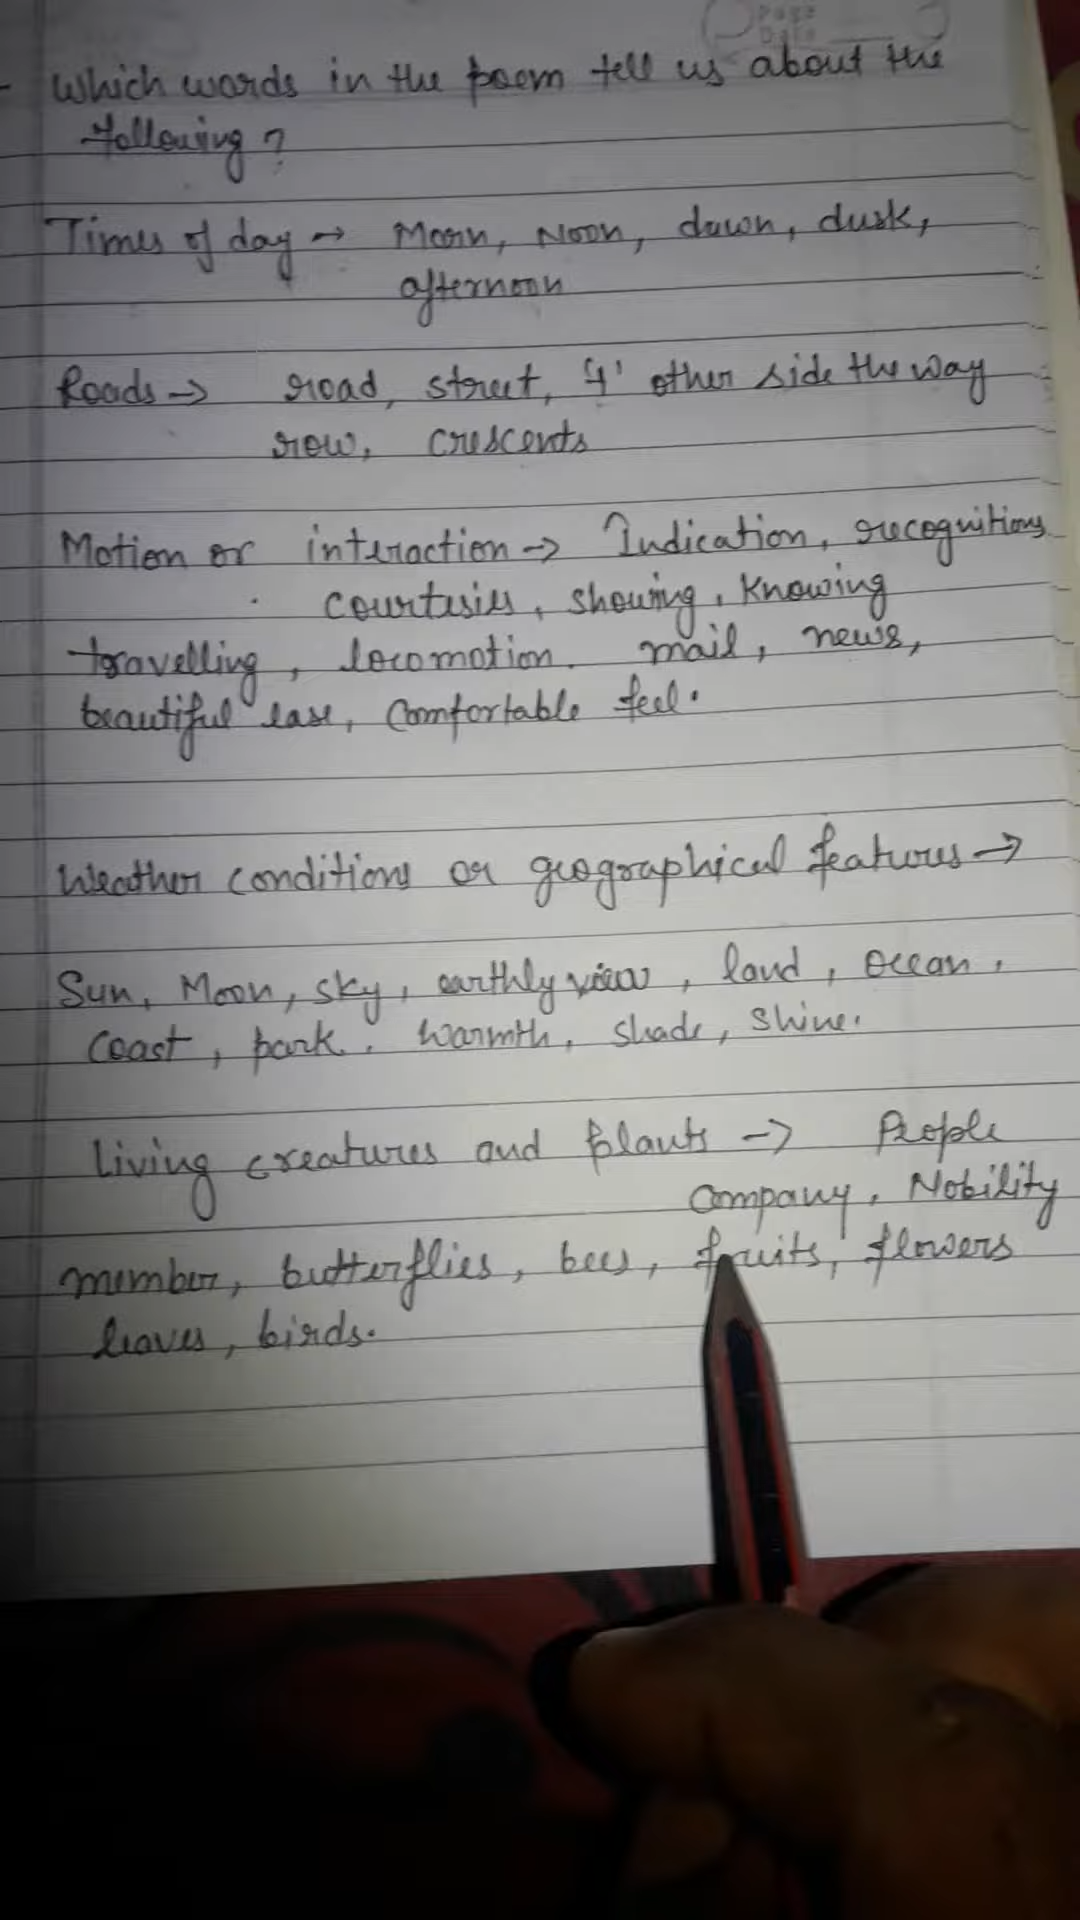 Page
Date
Which words in the poem tell us about the
following?
Times of day → Morn, Noon, dawn, dusk,
afternoon
Roads → road, street, 't' other side the way
row, crescents
Motion or interaction → Indication, recognitions
courtesies, showing, Knowing
travelling, locomotion. mail, news,
beautiful ease, Comfortable feel.
Weather conditions or geographical features →
Sun, Moon, sky, earthly view, land, ocean,
coast, park, warmth, shade, shine.
Living creatures and plants → People
Company, Nobility
member, butterflies, bees, fruits, flowers
leaves, birds.